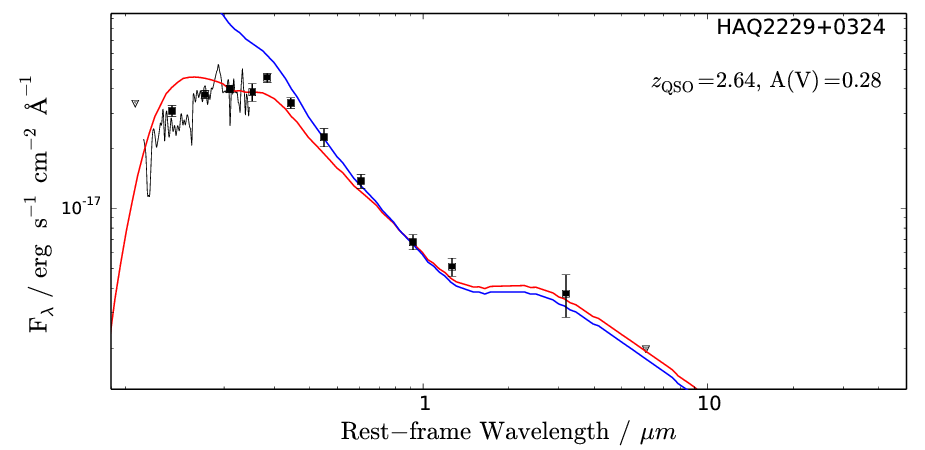 HAQ2229+0324
z_QSO=2.64, A(V)=0.28
F_λ / erg s⁻¹ cm⁻² Å⁻¹
10⁻¹⁷
1 10
Rest−frame Wavelength / μm